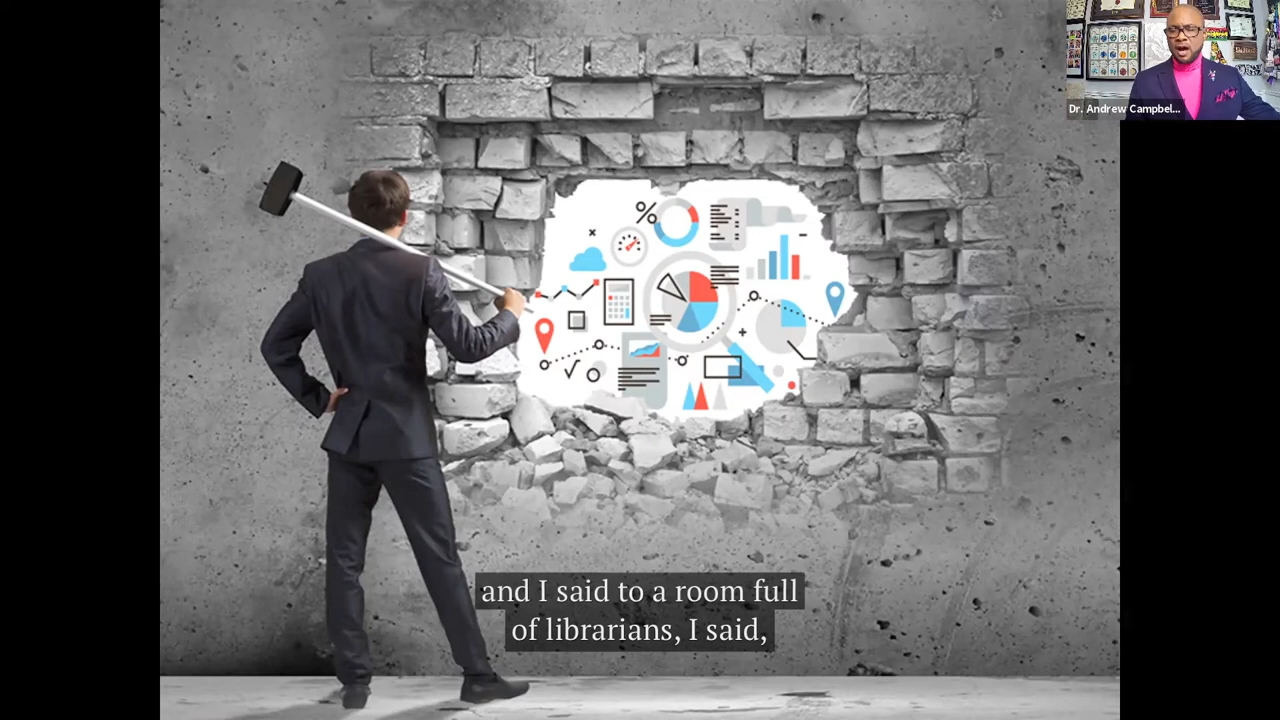 Dr. Andrew Campbel...
%
and I said to a room full
of librarians, I said,